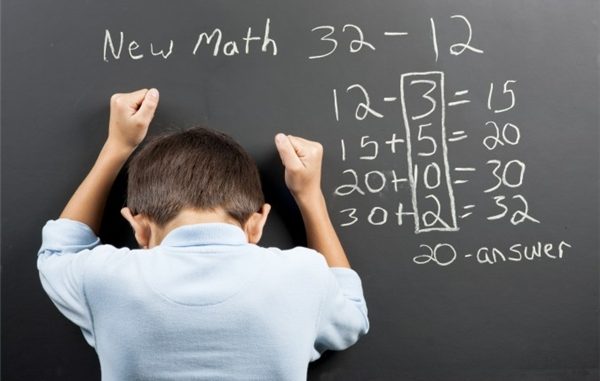 New Math 32 - 12
12 - 3 = 15
15 + 5 = 20
20 + 10 = 30
30 + 2 = 32
20 - answer